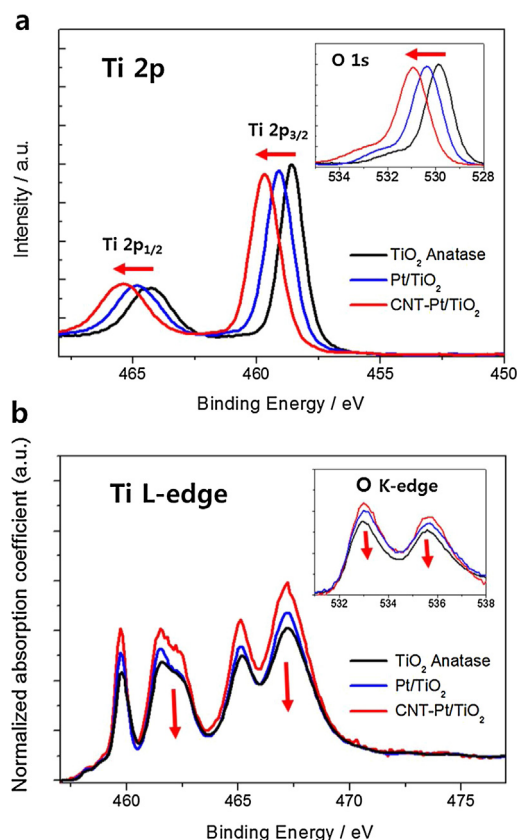 a
Ti 2p
O 1s
534 532 530 528
Ti 2p3/2
Ti 2p1/2
TiO2 Anatase
Pt/TiO2
CNT-Pt/TiO2
Intensity / a.u.
465 460 455 450
Binding Energy / eV
b
Ti L-edge
O K-edge
532 534 536 538
TiO2 Anatase
Pt/TiO2
CNT-Pt/TiO2
Normalized absorption coefficient (a.u.)
460 465 470 475
Binding Energy / eV